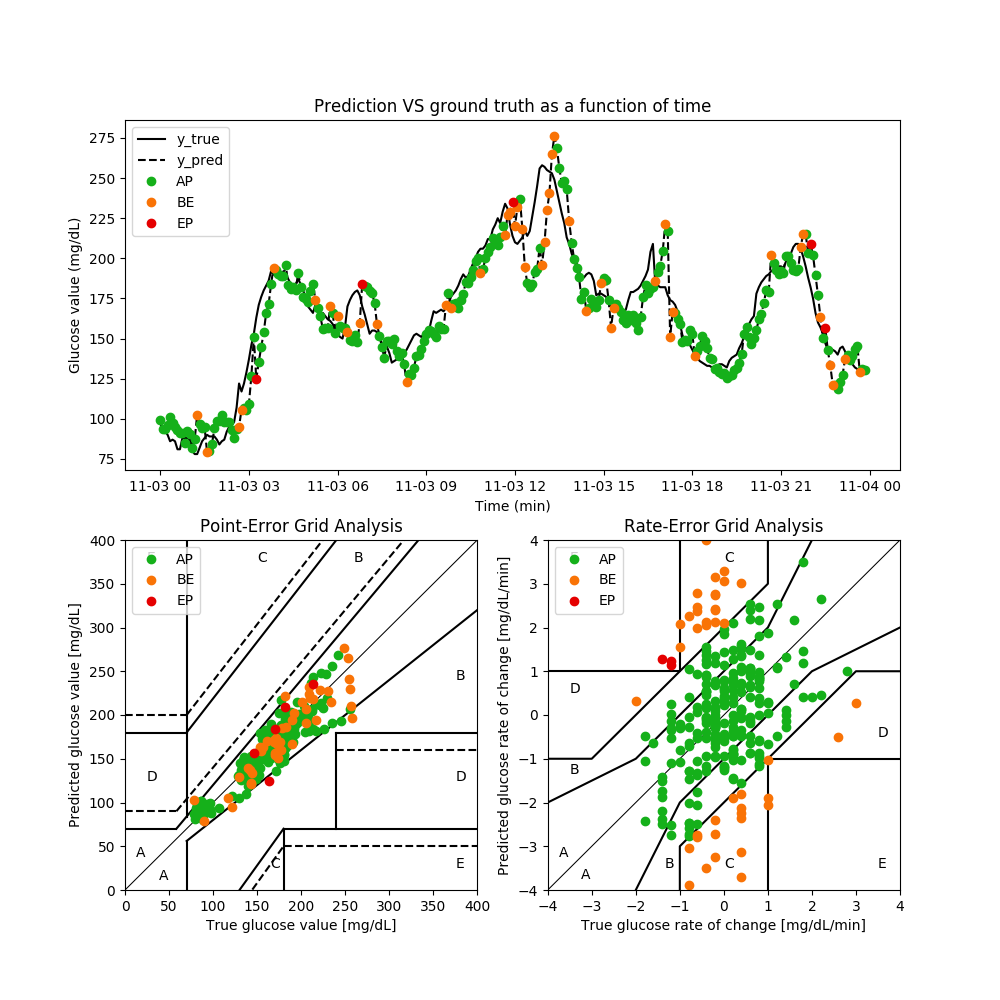 Prediction VS ground truth as a function of time
Glucose value (mg/dL)
275
250
225
200
175
150
125
100
75
y_true
y_pred
AP
BE
EP
11-03 00 11-03 03 11-03 06 11-03 09 11-03 12 11-03 15 11-03 18 11-03 21 11-04 00
Time (min)
Point-Error Grid Analysis
Predicted glucose value [mg/dL]
400
350
300
250
200
150
100
50
0
AP
BE
EP
C B
B
D D
A
A C E
0 50 100 150 200 250 300 350 400
True glucose value [mg/dL]
Rate-Error Grid Analysis
Predicted glucose rate of change [mg/dL/min]
4
3
2
1
0
−1
−2
−3
−4
AP
BE
EP
C
D
D
B
A
A B C E
−4 −3 −2 −1 0 1 2 3 4
True glucose rate of change [mg/dL/min]